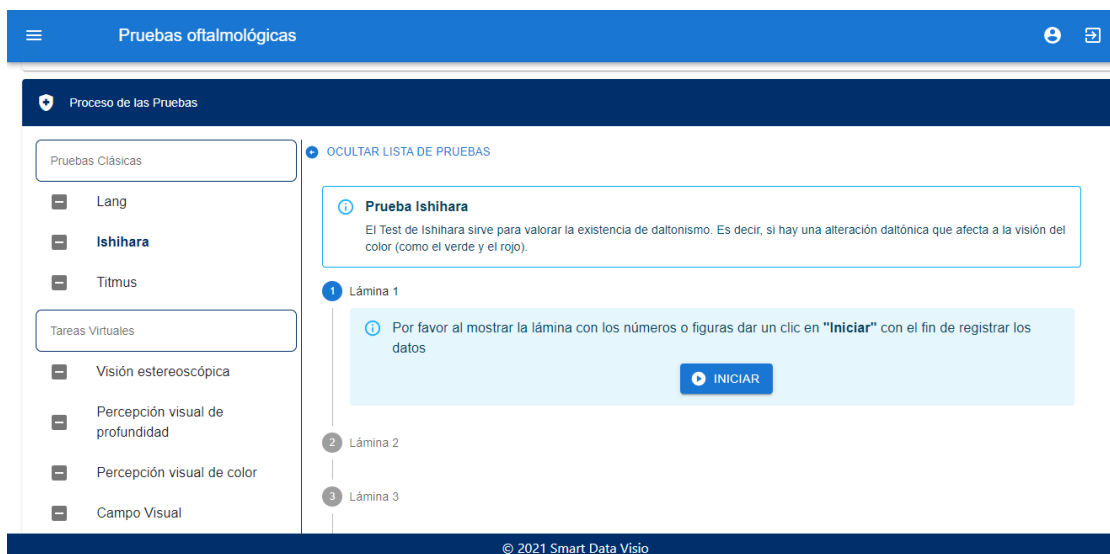 Pruebas oftalmológicas
Proceso de las Pruebas
Pruebas Clásicas
Lang
Ishihara
Titmus
Tareas Virtuales
Visión estereoscópica
Percepción visual de
profundidad
Percepción visual de color
Campo Visual
OCULTAR LISTA DE PRUEBAS
Prueba Ishihara
El Test de Ishihara sirve para valorar la existencia de daltonismo. Es decir, si hay una alteración daltónica que afecta a la visión del
color (como el verde y el rojo).
1 Lámina 1
Por favor al mostrar la lámina con los números o figuras dar un clic en "Iniciar" con el fin de registrar los
datos
INICIAR
2 Lámina 2
3 Lámina 3
© 2021 Smart Data Visio